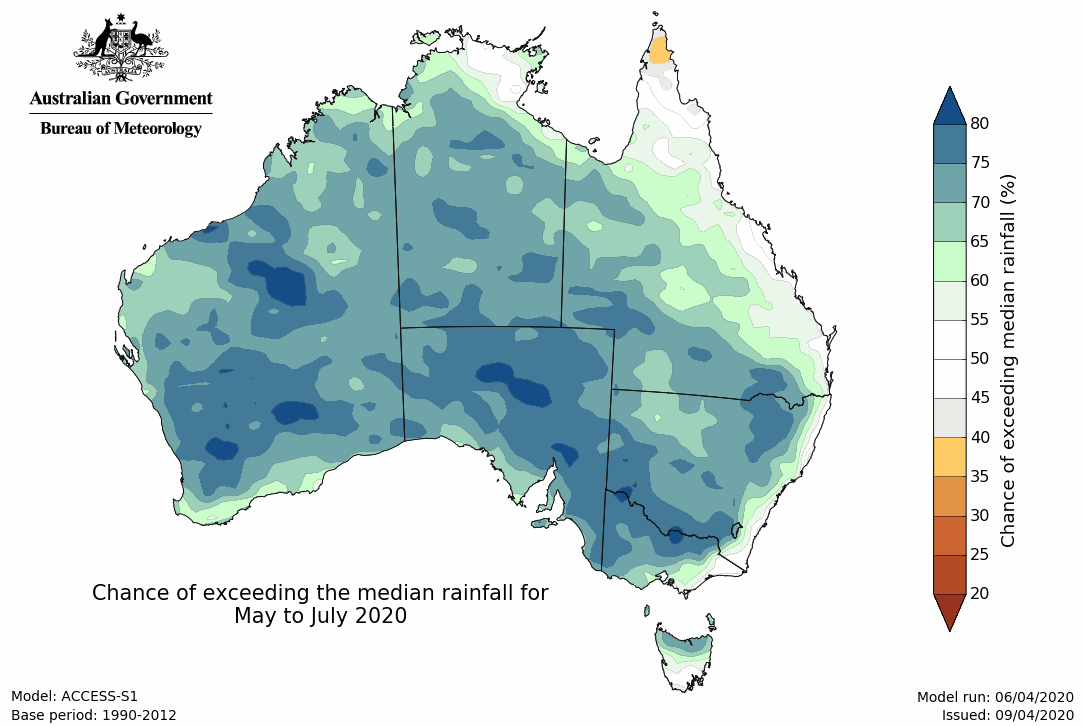 Australian Government
Bureau of Meteorology
80
75
70
65
60
55
50
45
40
35
30
25
20
Chance of exceeding median rainfall (%)
Chance of exceeding the median rainfall for
May to July 2020
Model: ACCESS-S1
Base period: 1990-2012
Model run: 06/04/2020
Issued: 09/04/2020